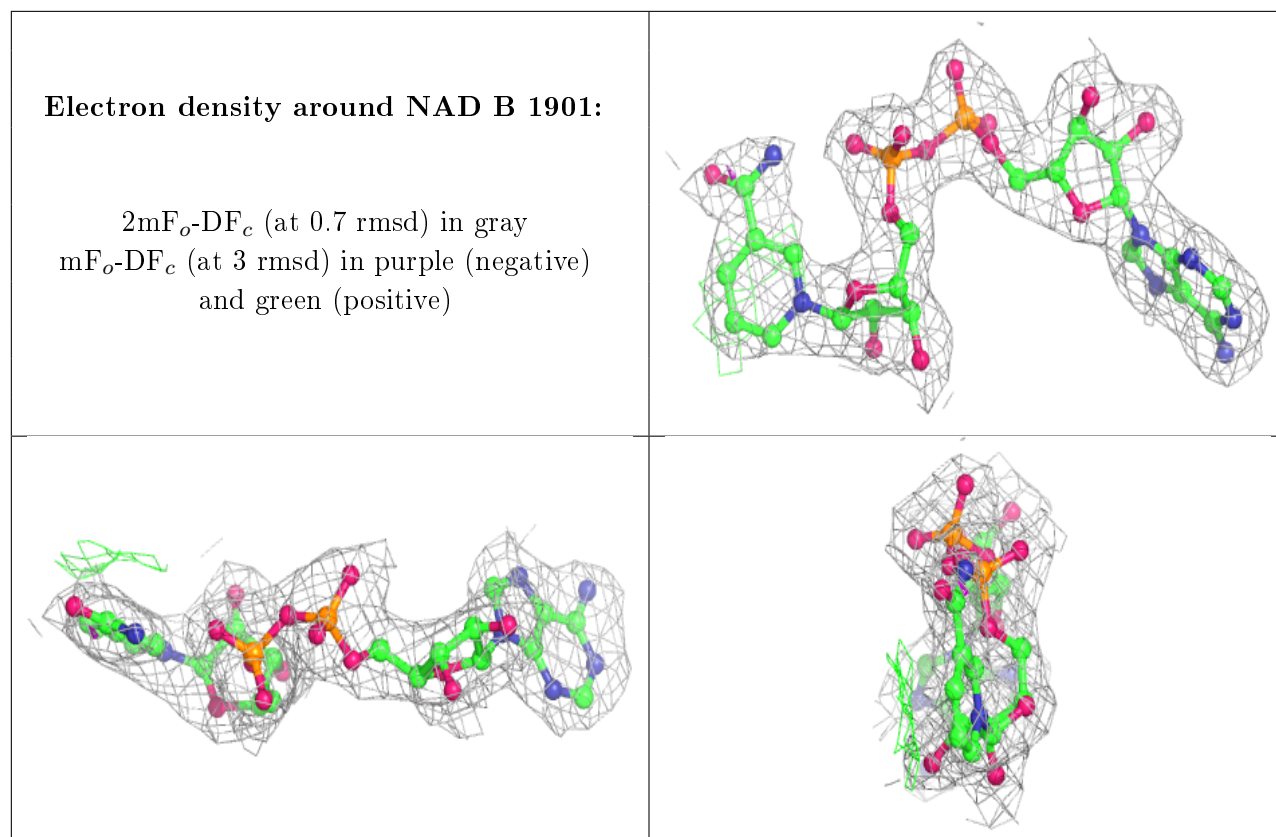 Electron density around NAD B 1901:
2mFo-DFc (at 0.7 rmsd) in gray
mFo-DFc (at 3 rmsd) in purple (negative)
and green (positive)